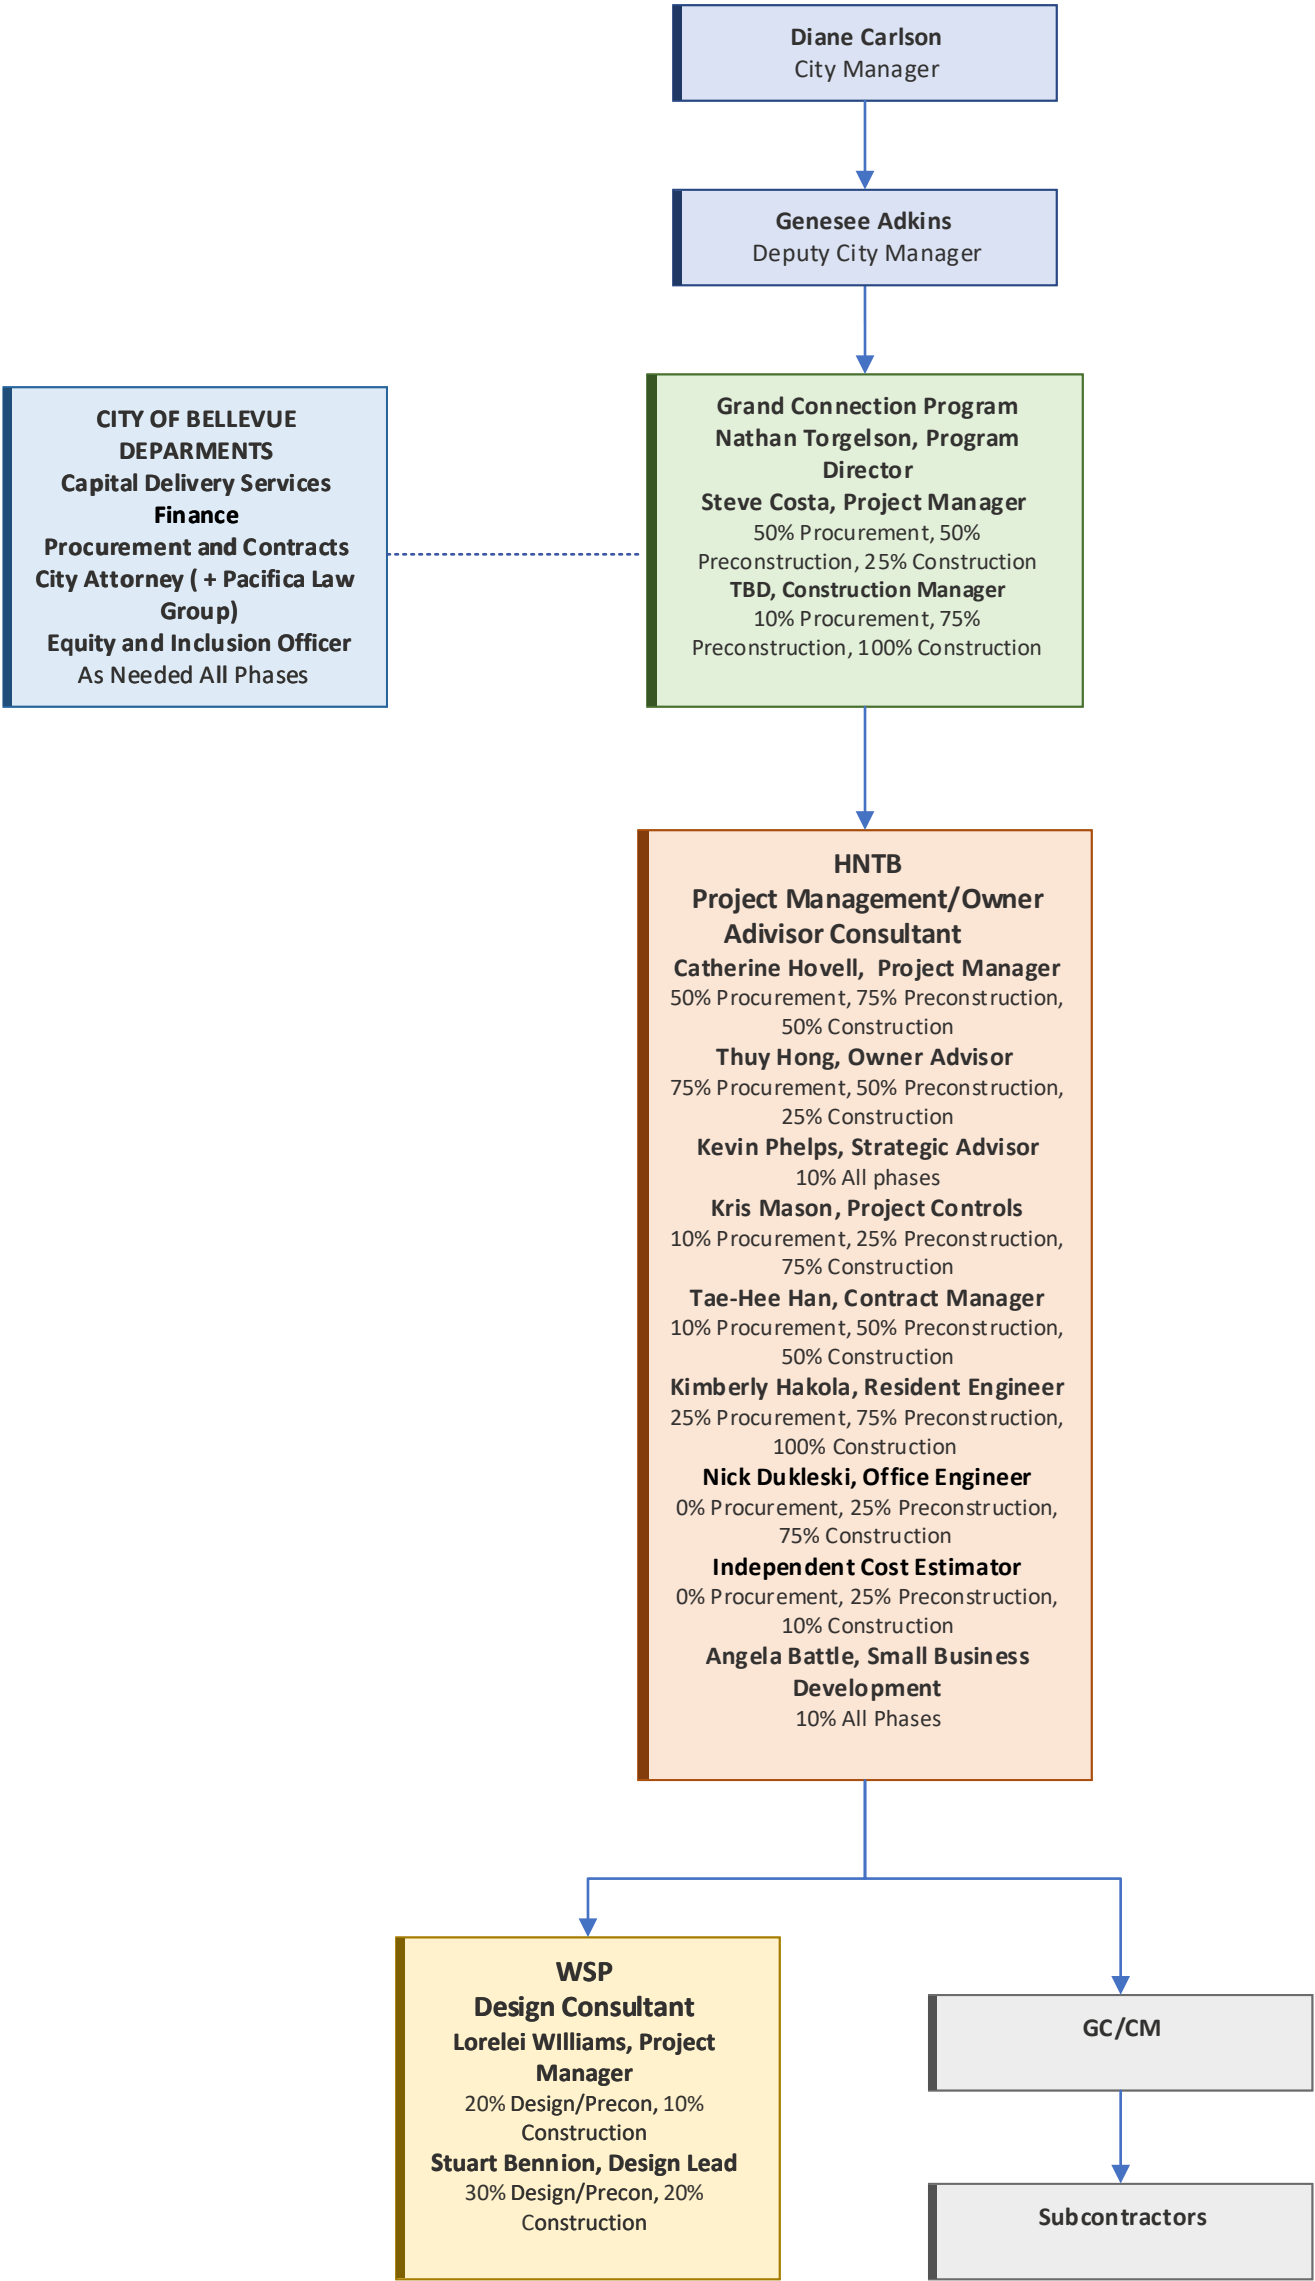 Diane Carlson
City Manager
Genesee Adkins
Deputy City Manager
CITY OF BELLEVUE
DEPARMENTS
Capital Delivery Services
Finance
Procurement and Contracts
City Attorney ( + Pacifica Law
Group)
Equity and Inclusion Officer
As Needed All Phases
Grand Connection Program
Nathan Torgelson, Program
Director
Steve Costa, Project Manager
50% Procurement, 50%
Preconstruction, 25% Construction
TBD, Construction Manager
10% Procurement, 75%
Preconstruction, 100% Construction
HNTB
Project Management/Owner
Adivisor Consultant
Catherine Hovell, Project Manager
50% Procurement, 75% Preconstruction,
50% Construction
Thuy Hong, Owner Advisor
75% Procurement, 50% Preconstruction,
25% Construction
Kevin Phelps, Strategic Advisor
10% All phases
Kris Mason, Project Controls
10% Procurement, 25% Preconstruction,
75% Construction
Tae-Hee Han, Contract Manager
10% Procurement, 50% Preconstruction,
50% Construction
Kimberly Hakola, Resident Engineer
25% Procurement, 75% Preconstruction,
100% Construction
Nick Dukleski, Office Engineer
0% Procurement, 25% Preconstruction,
75% Construction
Independent Cost Estimator
0% Procurement, 25% Preconstruction,
10% Construction
Angela Battle, Small Business
Development
10% All Phases
WSP
Design Consultant
Lorelei WIlliams, Project
Manager
20% Design/Precon, 10%
Construction
Stuart Bennion, Design Lead
30% Design/Precon, 20%
Construction
GC/CM
Subcontractors